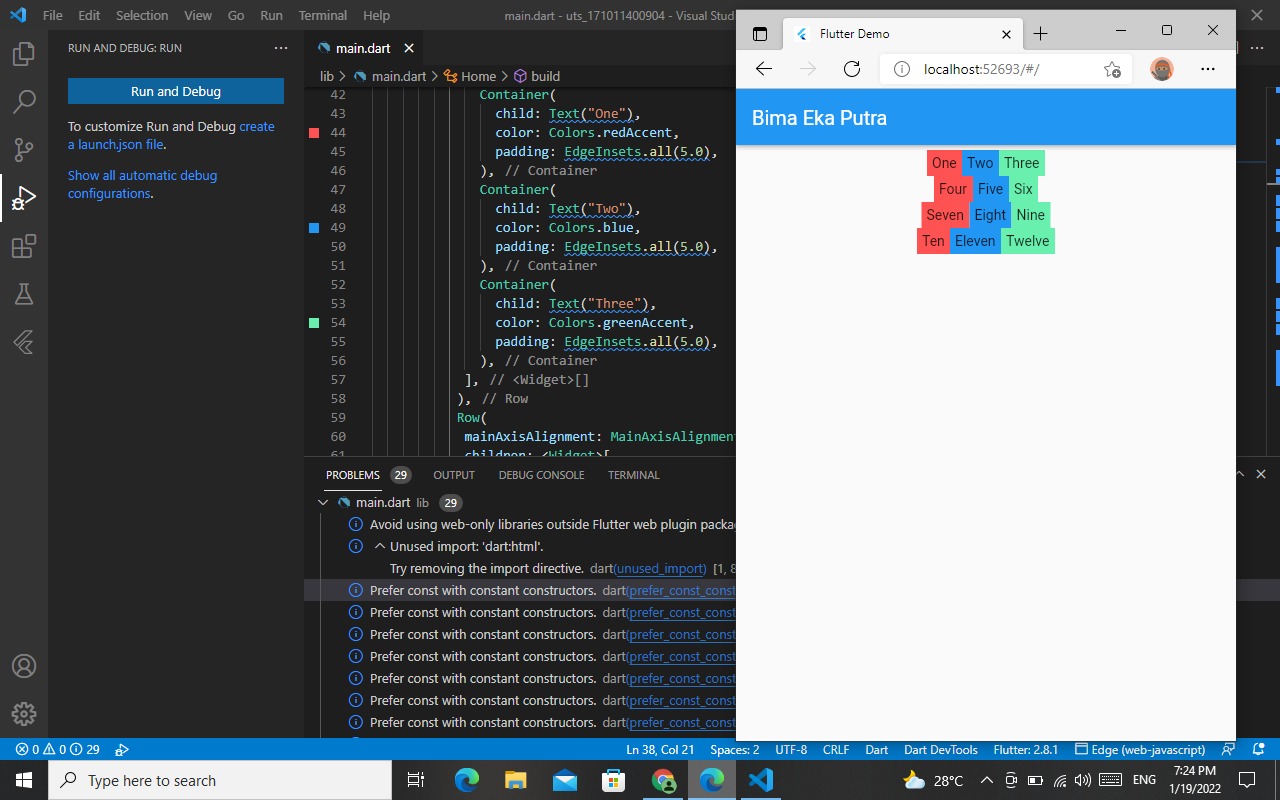 File Edit Selection View Go Run Terminal Help
main.dart - uts_171011400904 - Visual Stud
RUN AND DEBUG: RUN
Run and Debug
To customize Run and Debug create
a launch.json file.
Show all automatic debug
configurations.
main.dart
lib > main.dart > Home > build
42 Container(
43 child: Text("One"),
44 color: Colors.redAccent,
45 padding: EdgeInsets.all(5.0),
46 ), // Container
47 Container(
48 child: Text("Two"),
49 color: Colors.blue,
50 padding: EdgeInsets.all(5.0),
51 ), // Container
52 Container(
53 child: Text("Three"),
54 color: Colors.greenAccent,
55 padding: EdgeInsets.all(5.0),
56 ), // Container
57 ], // <Widget>[]
58 ), // Row
59 Row(
60 mainAxisAlignment: MainAxisAlignment
61 children: <Widget>[
PROBLEMS 29 OUTPUT DEBUG CONSOLE TERMINAL
main.dart lib 29
Avoid using web-only libraries outside Flutter web plugin packa
Unused import: 'dart:html'.
Try removing the import directive. dart(unused_import) [1, 8
Prefer const with constant constructors. dart(prefer_const_const
Prefer const with constant constructors. dart(prefer_const_const
Prefer const with constant constructors. dart(prefer_const_const
Prefer const with constant constructors. dart(prefer_const_const
Prefer const with constant constructors. dart(prefer_const_const
Prefer const with constant constructors. dart(prefer_const_const
Prefer const with constant constructors. dart(prefer_const_const
Flutter Demo
localhost:52693/#/
Bima Eka Putra
One Two Three
Four Five Six
Seven Eight Nine
Ten Eleven Twelve
0 0 29
Ln 38, Col 21 Spaces: 2 UTF-8 CRLF Dart Dart DevTools Flutter: 2.8.1 Edge (web-javascript)
Type here to search
28°C
ENG
7:24 PM
1/19/2022